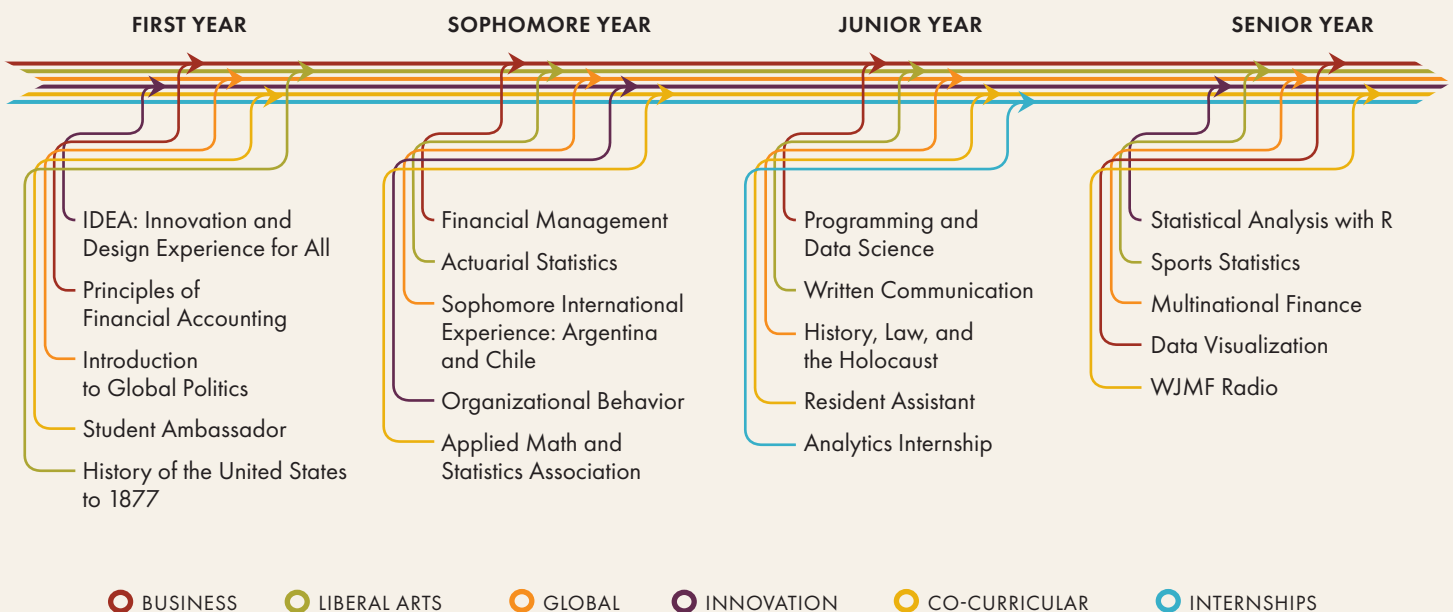 FIRST YEAR
SOPHOMORE YEAR
JUNIOR YEAR
SENIOR YEAR
IDEA: Innovation and
Design Experience for All
Principles of
Financial Accounting
Introduction
to Global Politics
Student Ambassador
History of the United States
to 1877
Financial Management
Actuarial Statistics
Sophomore International
Experience: Argentina
and Chile
Organizational Behavior
Applied Math and
Statistics Association
Programming and
Data Science
Written Communication
History, Law, and
the Holocaust
Resident Assistant
Analytics Internship
Statistical Analysis with R
Sports Statistics
Multinational Finance
Data Visualization
WJMF Radio
BUSINESS
LIBERAL ARTS
GLOBAL
INNOVATION
CO-CURRICULAR
INTERNSHIPS